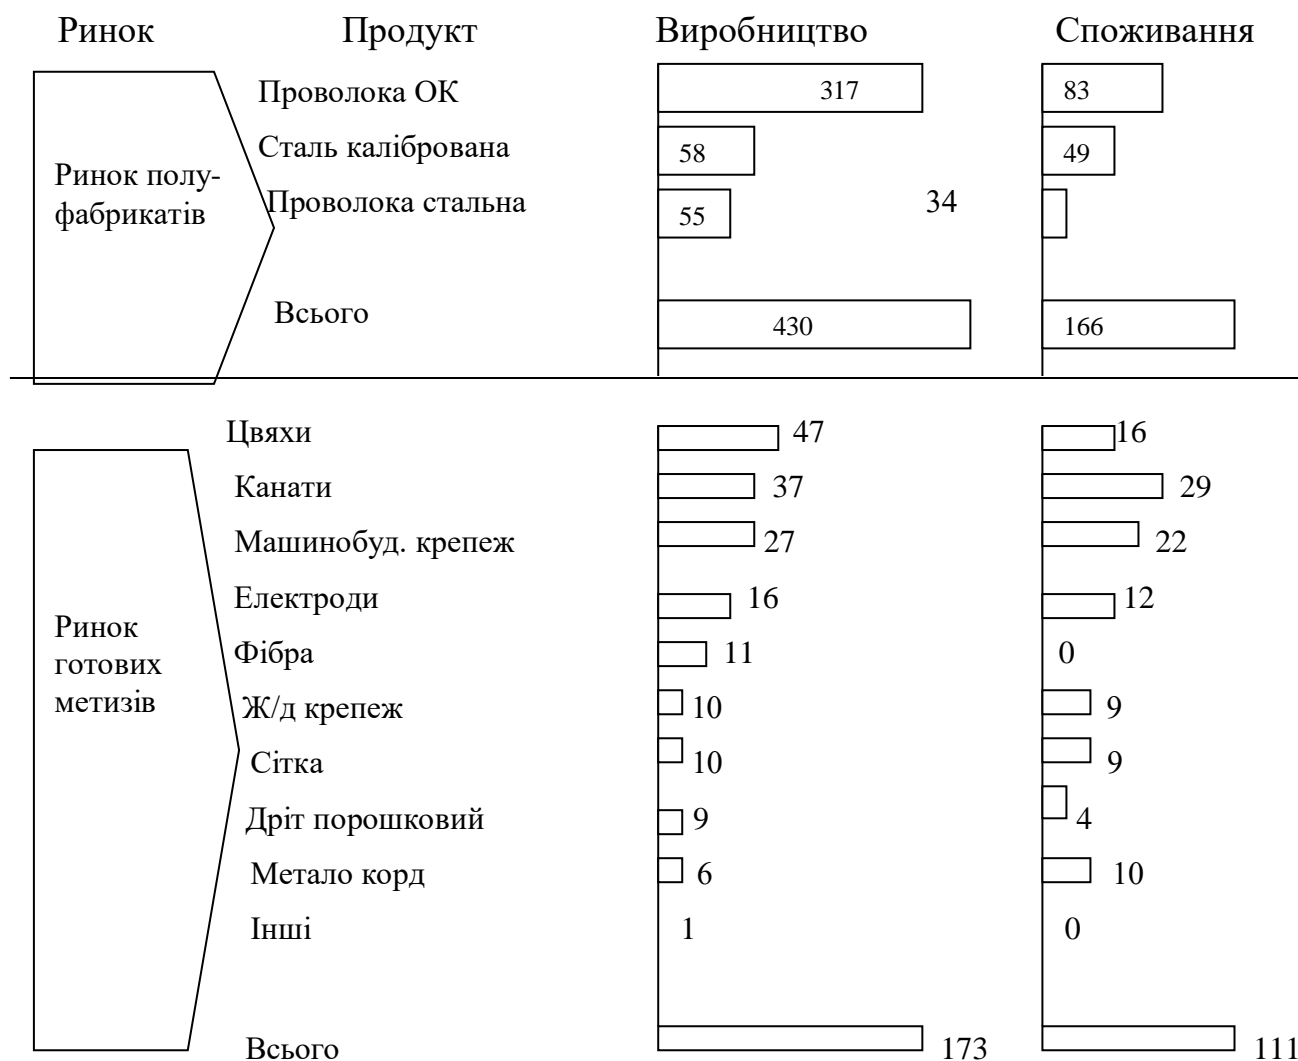 Ринок Продукт Виробництво Споживання
Проволока ОК 317 83
Сталь калібрована 58 49
Ринок полу-
фабрикатів
Проволока стальна 55 34
Всього 430 166
Цвяхи 47 16
Канати 37 29
Машинобуд. крепеж 27 22
Електроди 16 12
Ринок
готових
метизів
Фібра 11 0
Ж/д крепеж 10 9
Сітка 10 9
Дріт порошковий 9 4
Метало корд 6 10
Інші 1 0
Всього 173 111